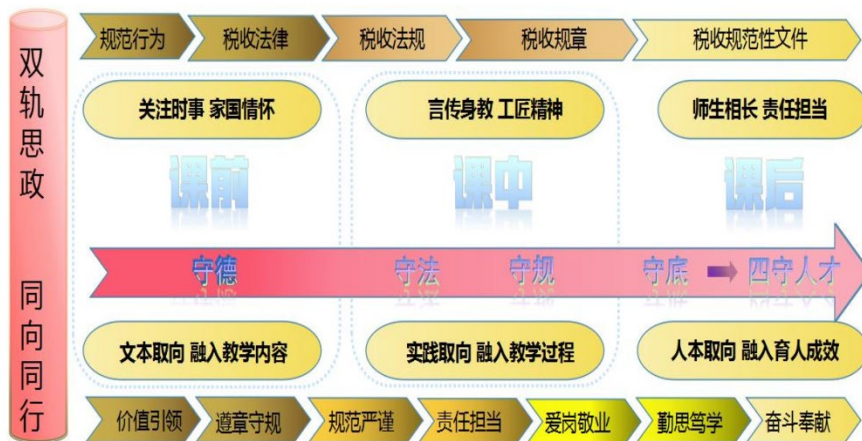 双轨思政 同向同行
规范行为 税收法律 税收法规 税收规章 税收规范性文件
关注时事 家国情怀 言传身教 工匠精神 师生相长 责任担当
课前 课中 课后
守德 守法 守规 守底 四守人才
文本取向 融入教学内容 实践取向 融入教学过程 人本取向 融入育人成效
价值引领 遵章守规 规范严谨 责任担当 爱岗敬业 勤思笃学 奋斗奉献